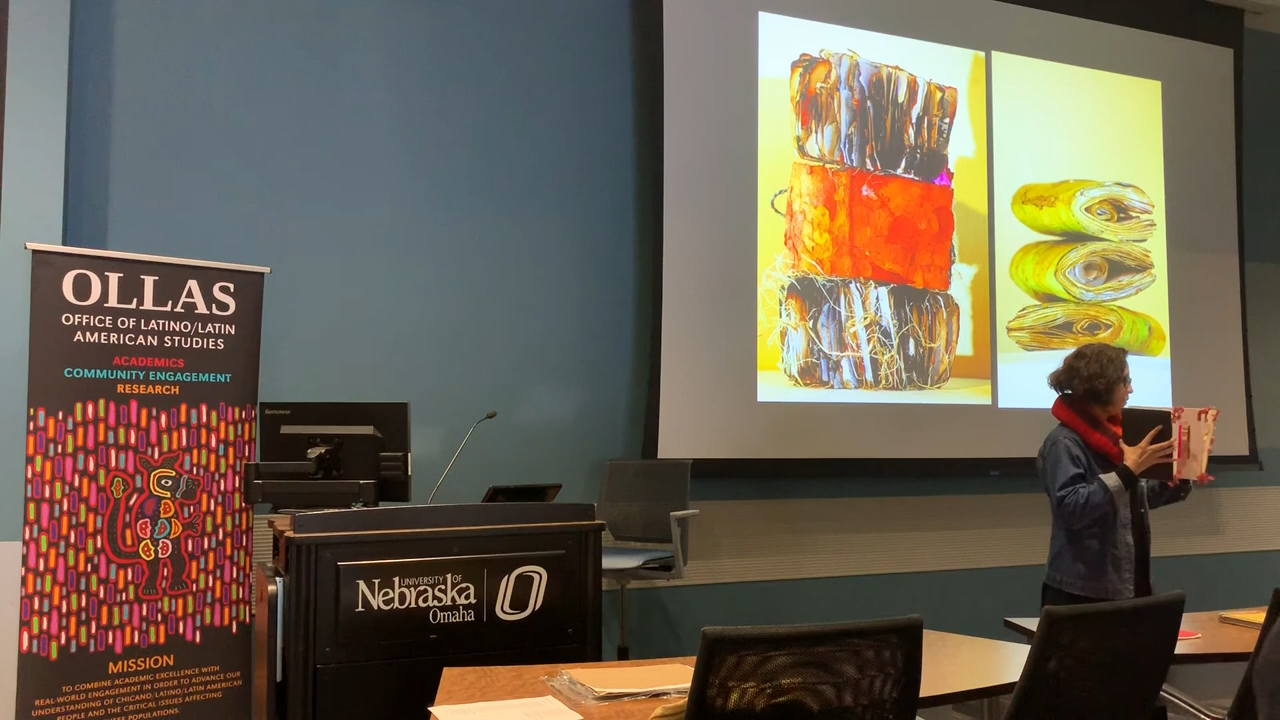 OLLAS
OFFICE OF LATINO/LATIN
AMERICAN STUDIES
ACADEMICS
COMMUNITY ENGAGEMENT
RESEARCH
MISSION
TO COMBINE ACADEMIC EXCELLENCE WITH
REAL-WORLD ENGAGEMENT IN ORDER TO ADVANCE OUR
UNDERSTANDING OF CHICANO/LATINO/LATIN AMERICAN
PEOPLE AND THE CRITICAL ISSUES AFFECTING
POPULATIONS.
UNIVERSITY OF
Nebraska
Omaha